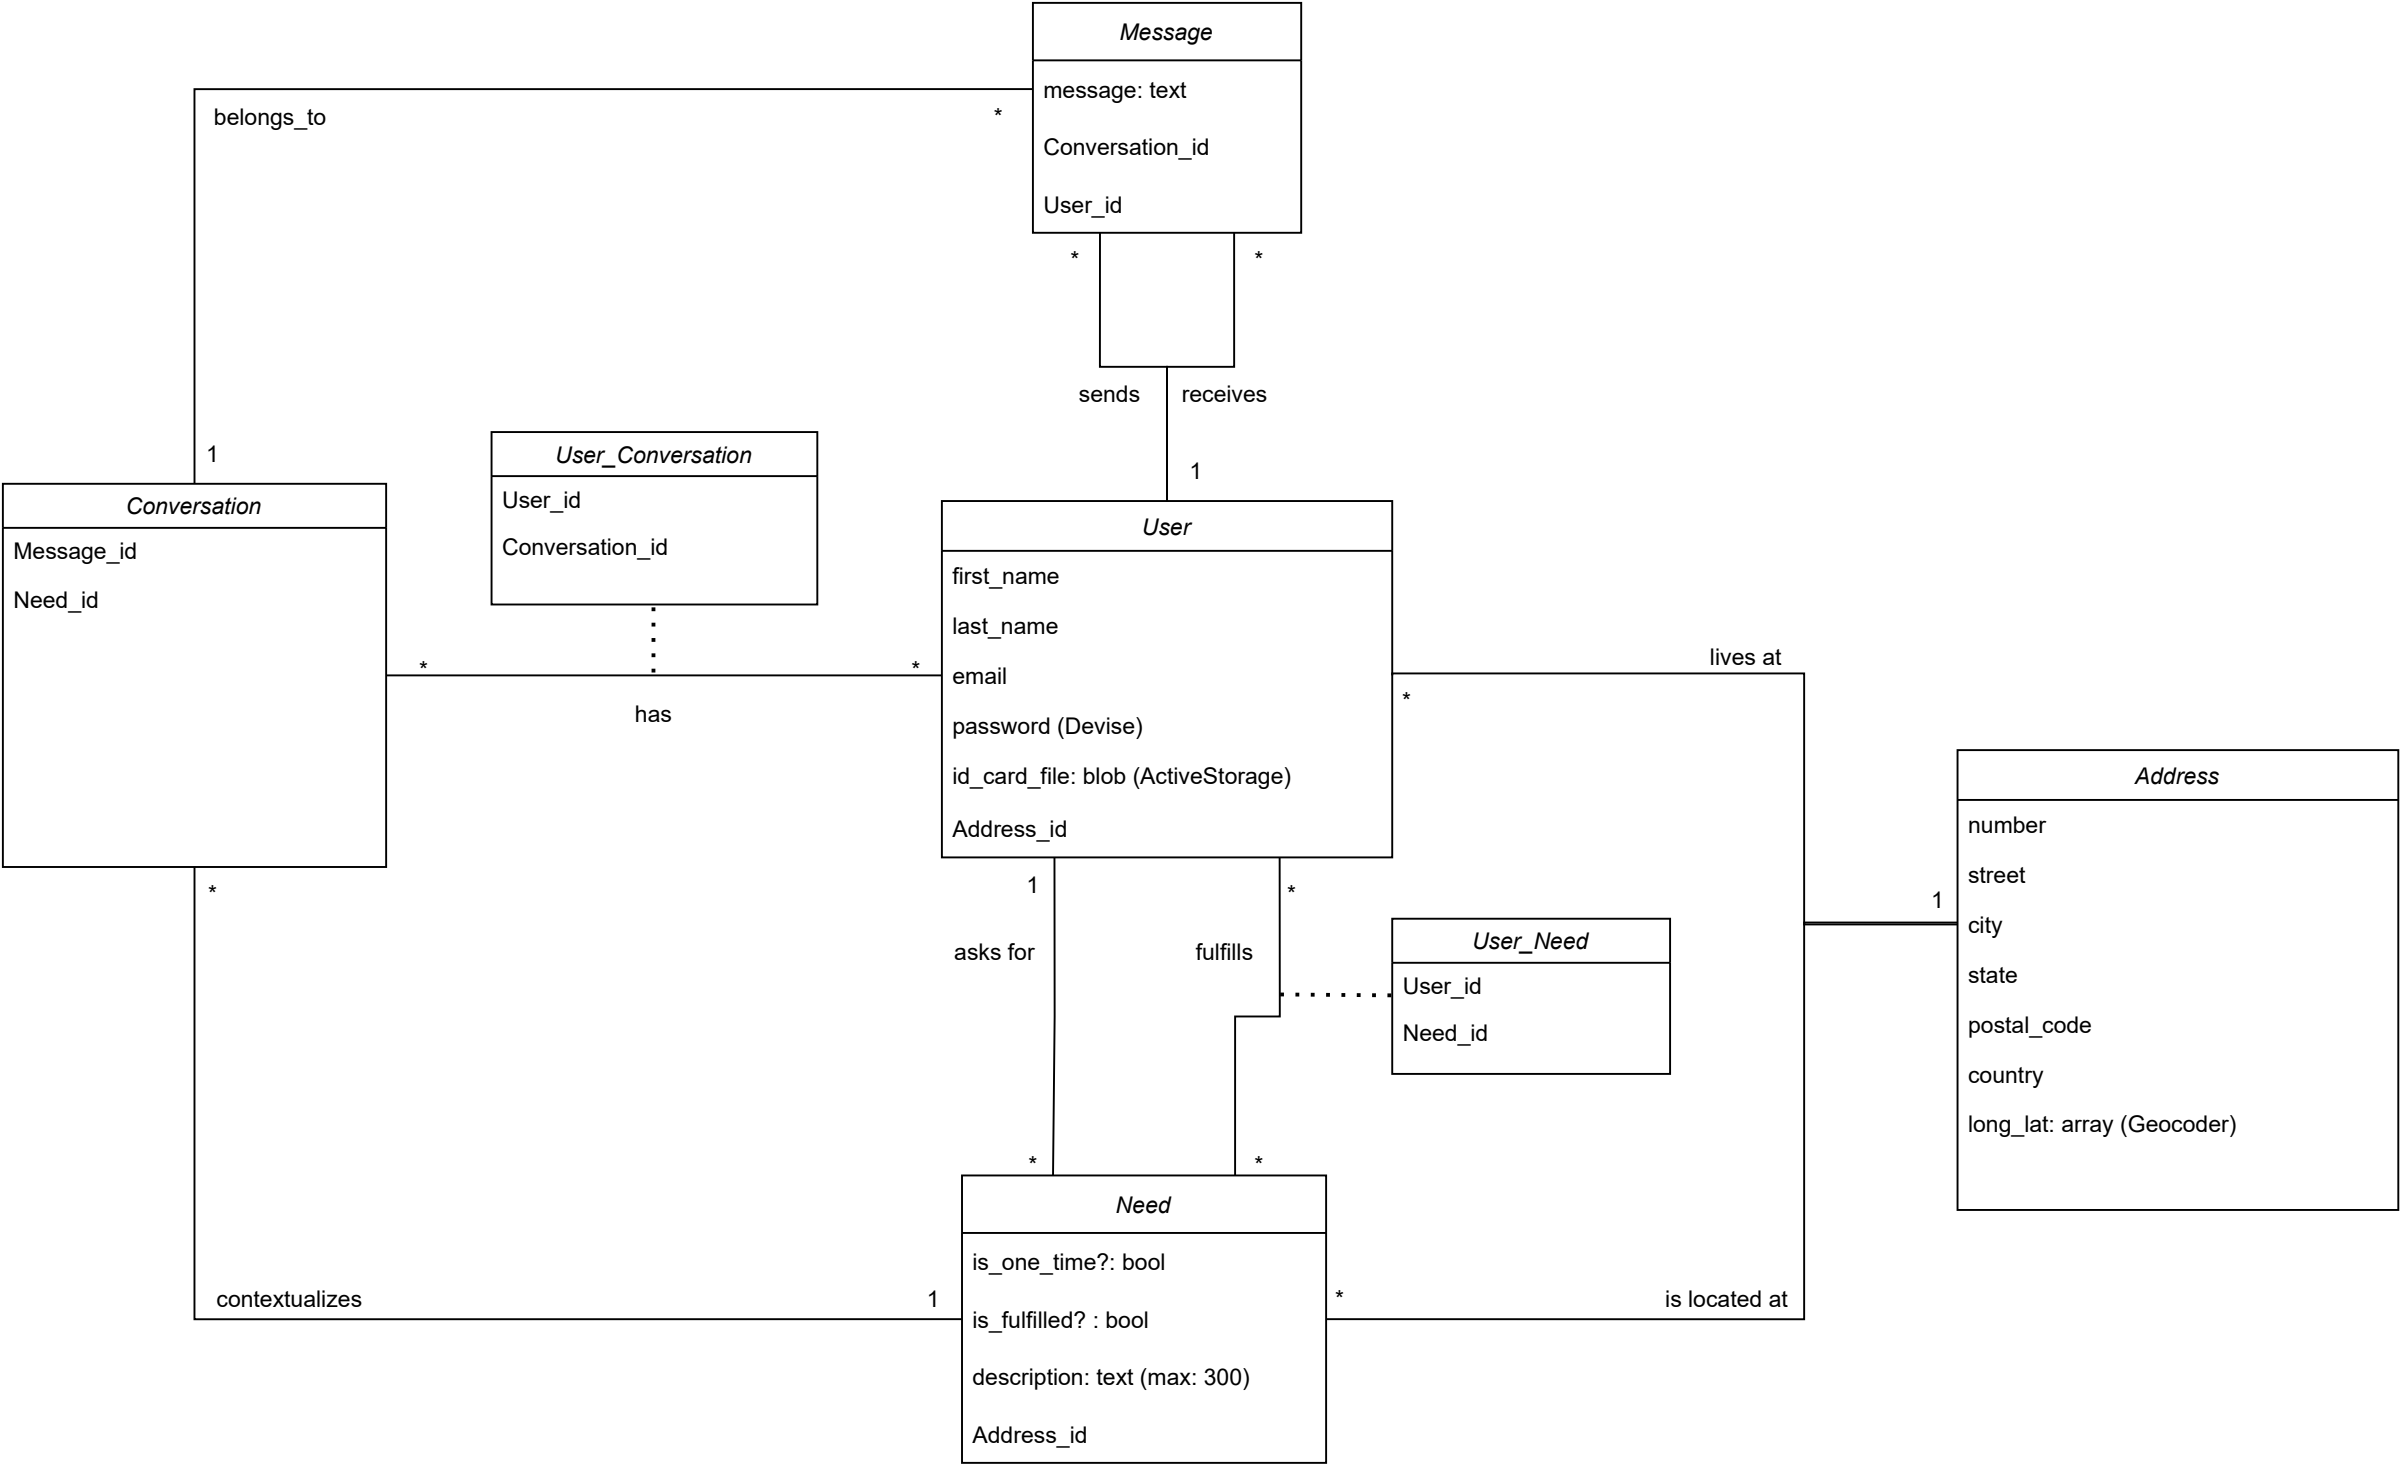 Message
message: text
Conversation_id
User_id
belongs_to
*
*
*
sends
receives
1
1
User_Conversation
User_id
Conversation_id
Conversation
Message_id
Need_id
*
*
has
User
first_name
last_name
email
password (Devise)
id_card_file: blob (ActiveStorage)
Address_id
lives at
*
Address
number
street
city
state
postal_code
country
long_lat: array (Geocoder)
1
*
1
*
asks for
fulfills
User_Need
User_id
Need_id
*
*
Need
is_one_time?: bool
is_fulfilled? : bool
description: text (max: 300)
Address_id
contextualizes
1
*
is located at